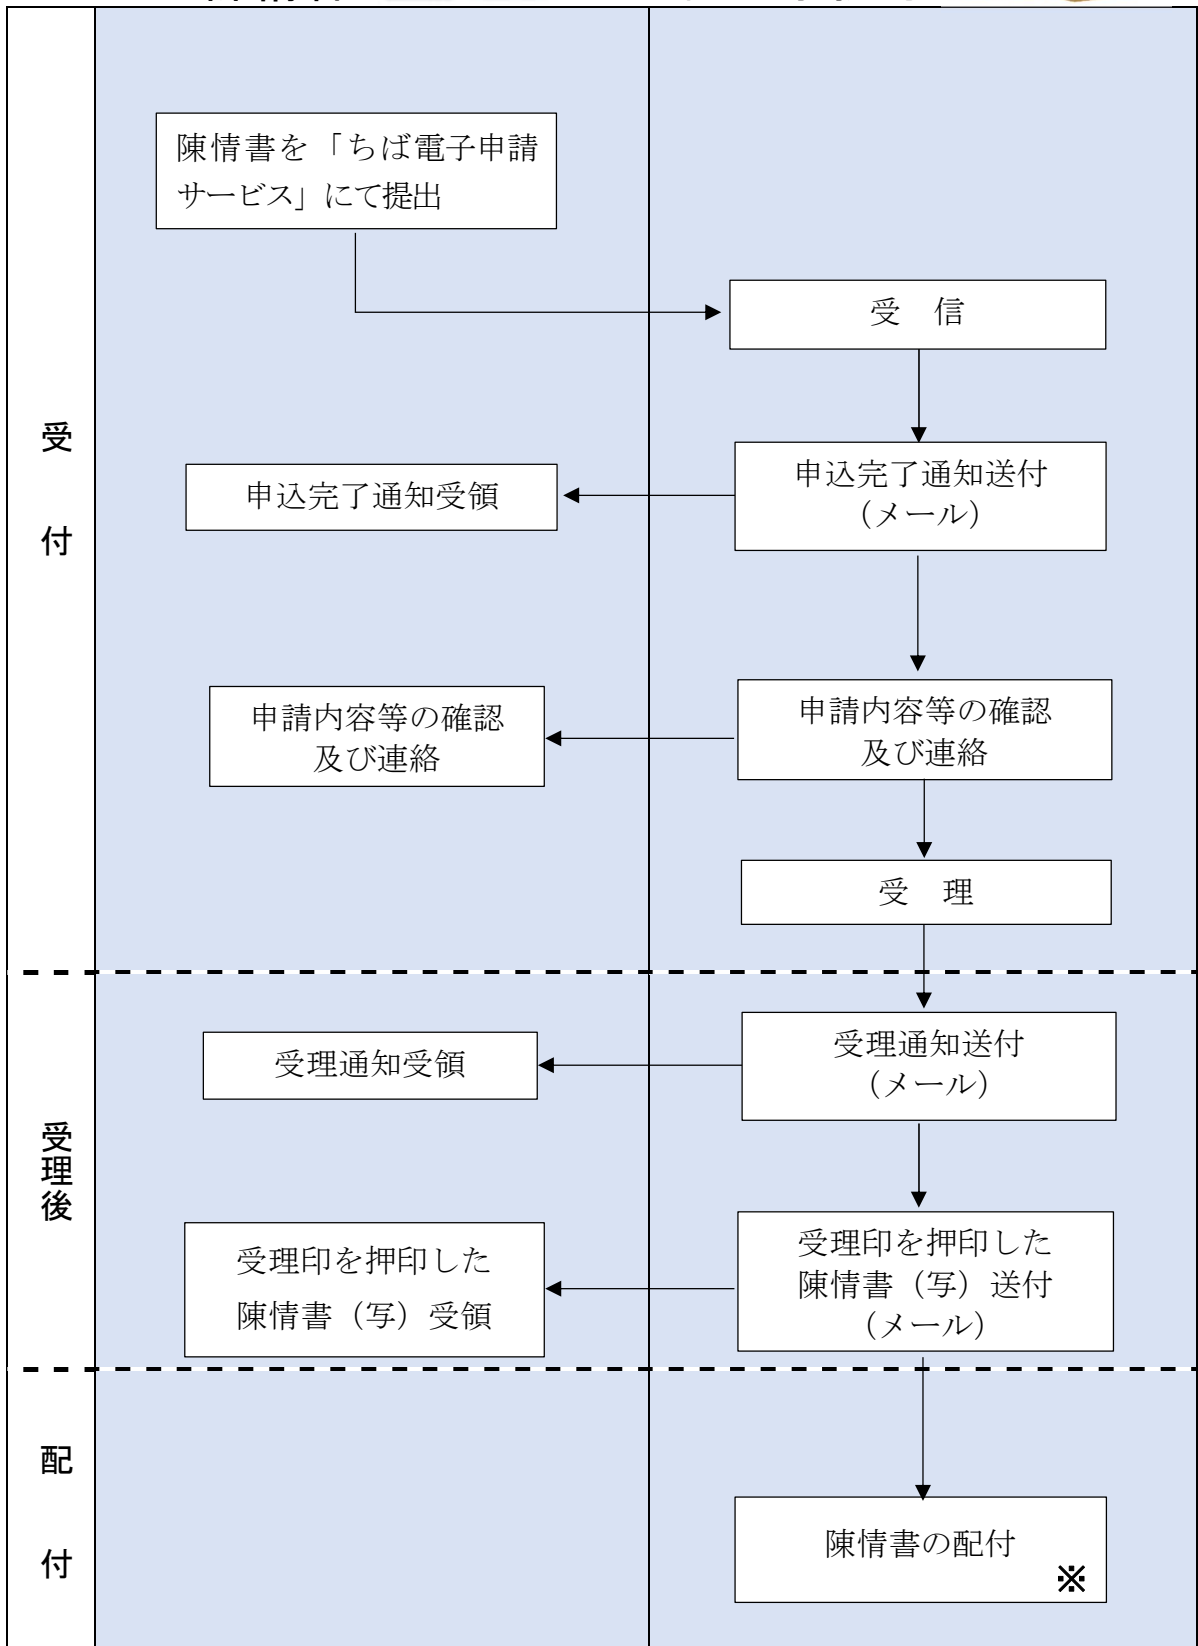 陳情書を「ちば電子申請
サービス」にて提出
受　信
受
付
申込完了通知受領
申込完了通知送付
（メール）
申請内容等の確認
及び連絡
申請内容等の確認
及び連絡
受　理
受理後
受理通知受領
受理通知送付
（メール）
受理印を押印した
陳情書（写）受領
受理印を押印した
陳情書（写）送付
（メール）
配
付
陳情書の配付
※